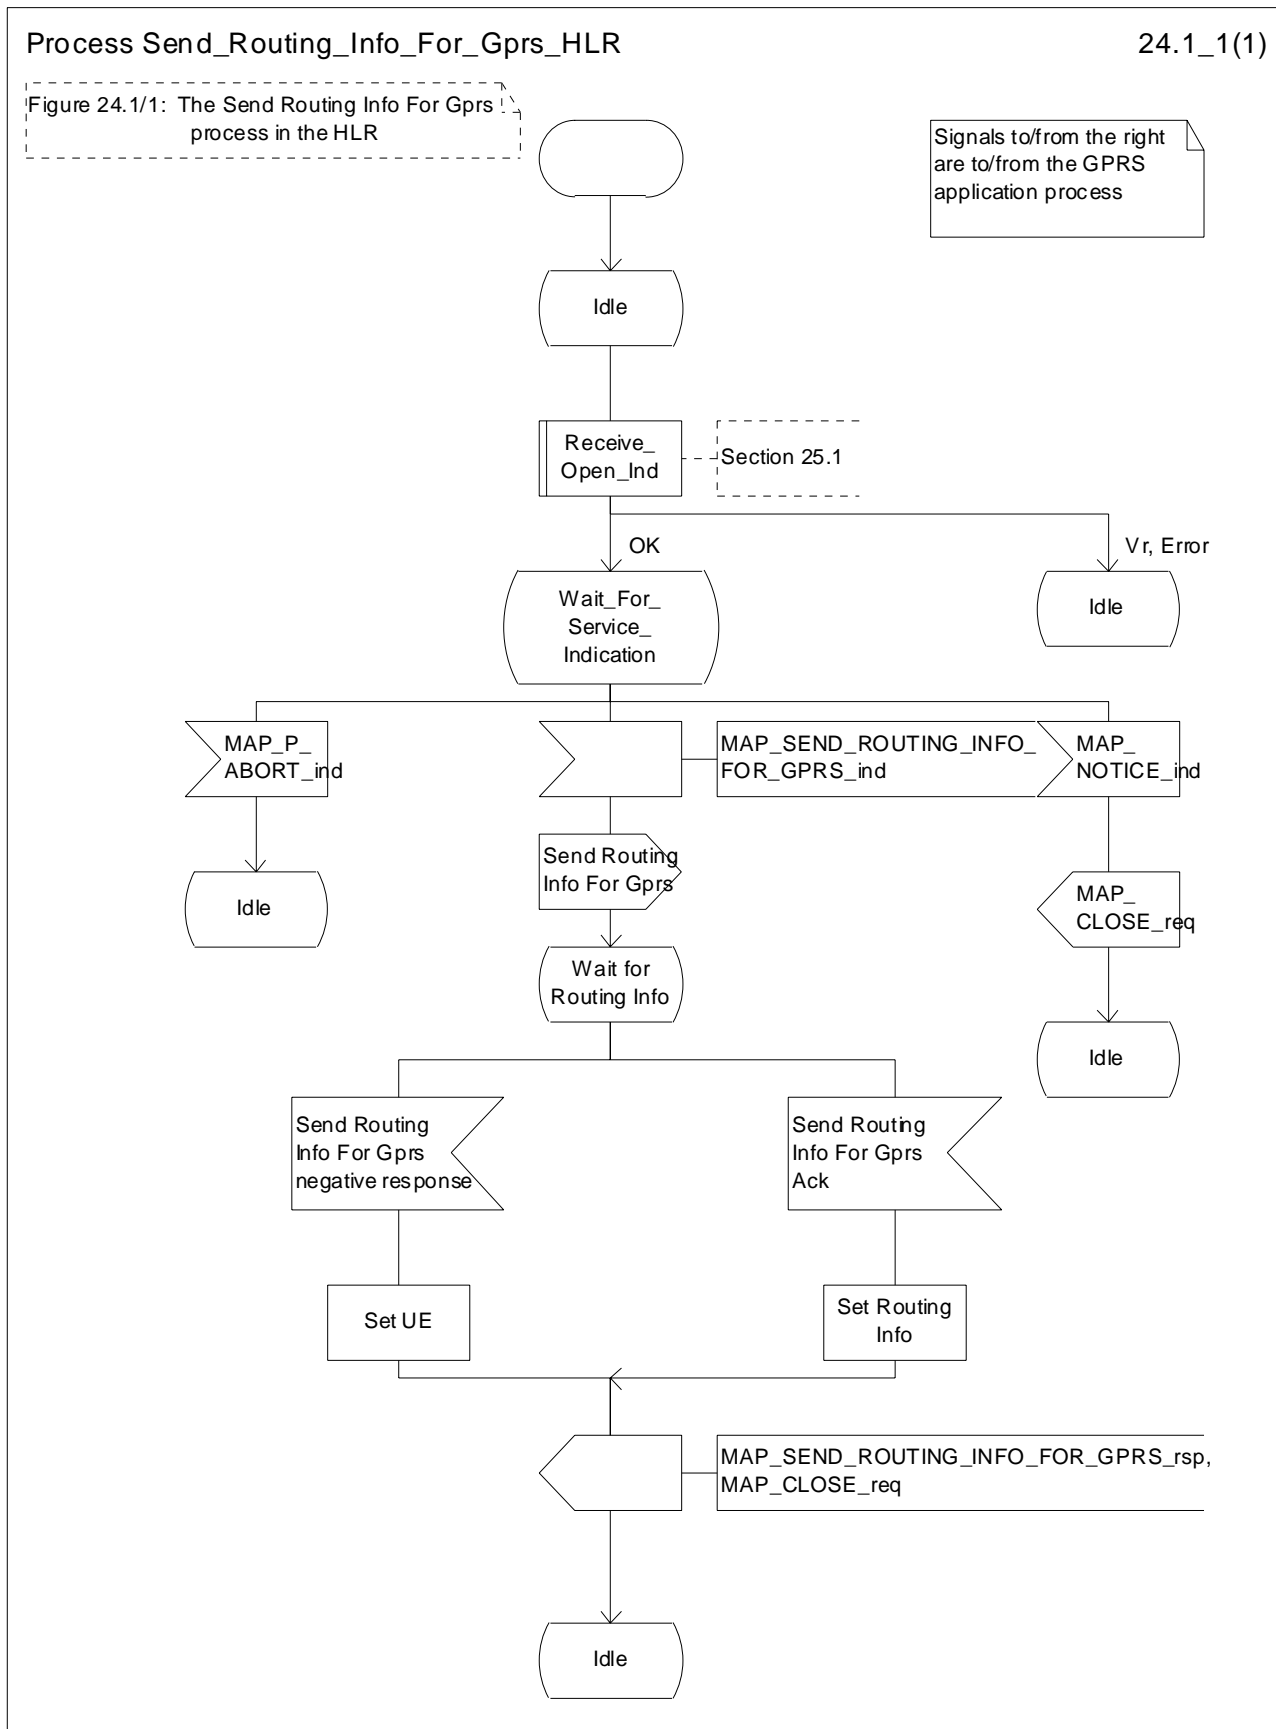 Process Send_Routing_Info_For_Gprs_HLR
24.1_1(1)
Figure 24.1/1: The Send Routing Info For Gprs
process in the HLR
Signals to/from the right
are to/from the GPRS
application process
Idle
Receive_
Open_Ind
Section 25.1
OK
Vr, Error
Wait_For_
Service_
Indication
Idle
MAP_P_
ABORT_ind
MAP_SEND_ROUTING_INFO_
FOR_GPRS_ind
MAP_
NOTICE_ind
Send Routing
Info For Gprs
Idle
MAP_
CLOSE_req
Wait for
Routing Info
Idle
Send Routing
Info For Gprs
negative response
Send Routing
Info For Gprs
Ack
Set UE
Set Routing
Info
MAP_SEND_ROUTING_INFO_FOR_GPRS_rsp,
MAP_CLOSE_req
Idle